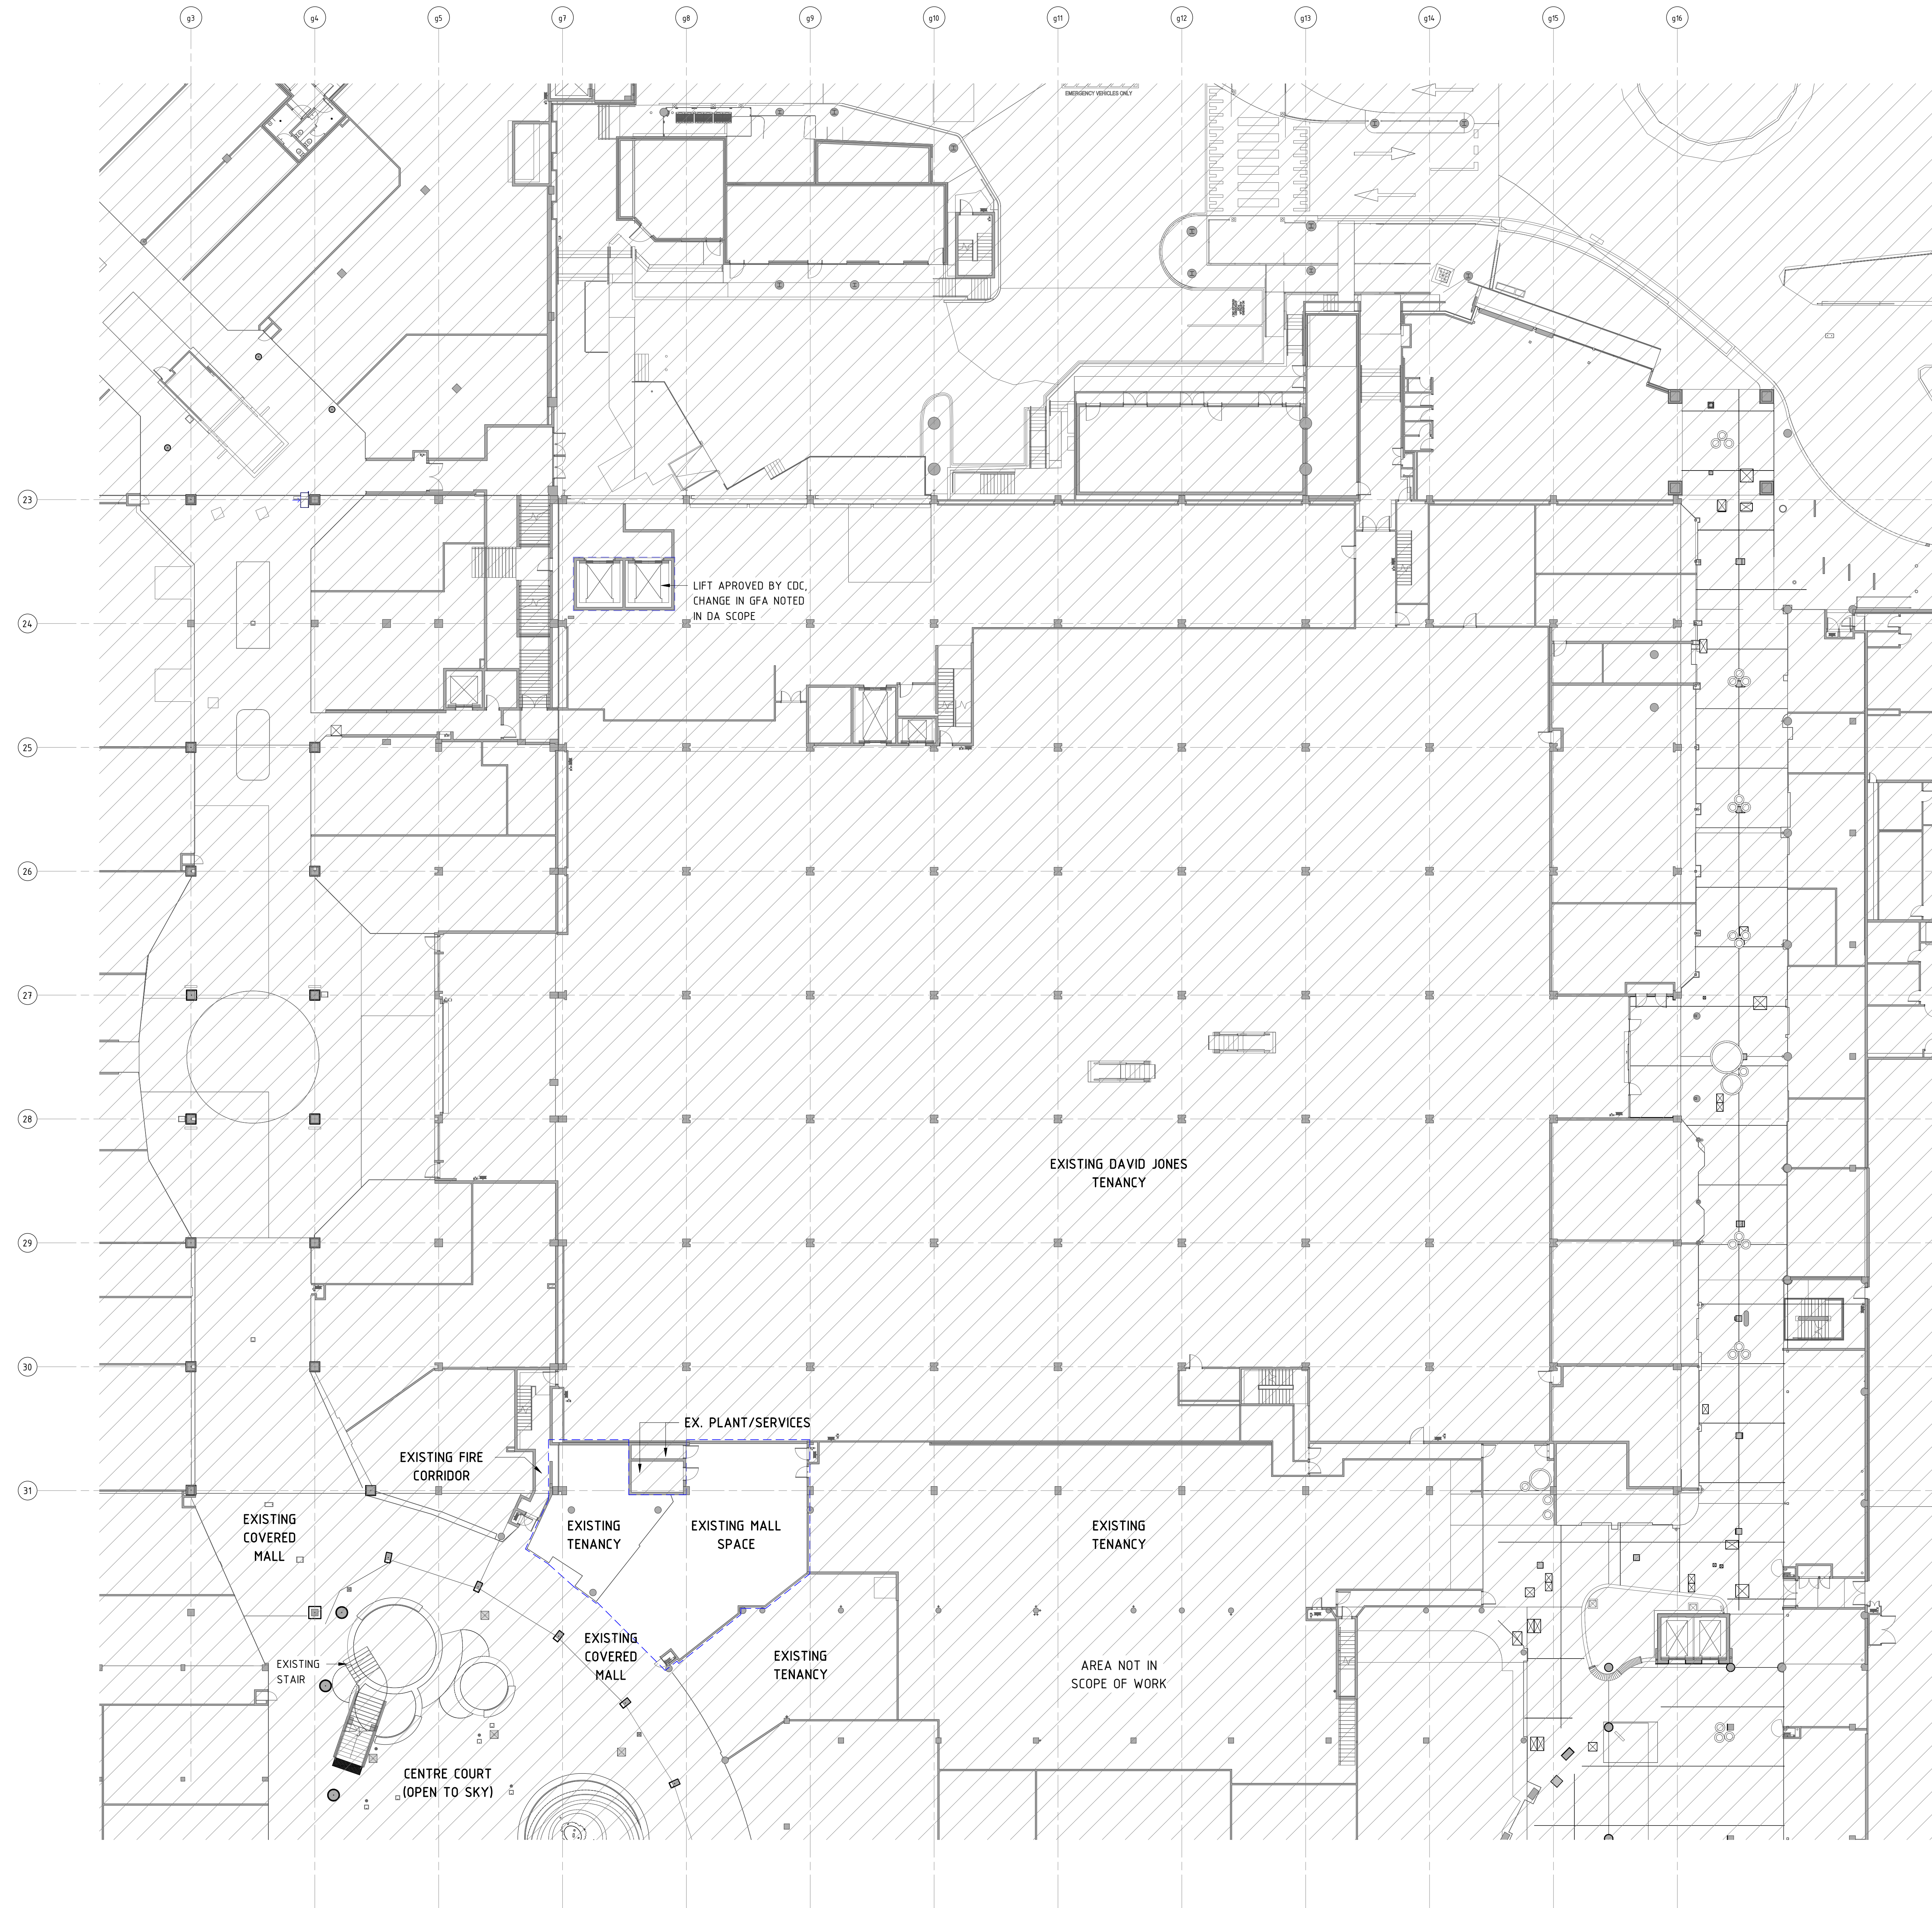 g3 g4 g5 g7 g8 g9 g10 g11 g12 g13 g14 g15 g16
EMERGENCY VEHICLES ONLY
23
LIFT APROVED BY CDC,
CHANGE IN GFA NOTED
IN DA SCOPE
24
25
26
27
28
EXISTING DAVID JONES
TENANCY
29
30
EX. PLANT/SERVICES
EXISTING FIRE
CORRIDOR
31
EXISTING
COVERED
MALL
EXISTING
TENANCY
EXISTING MALL
SPACE
EXISTING
TENANCY
EXISTING
COVERED
MALL
EXISTING
TENANCY
EXISTING
STAIR
AREA NOT IN
SCOPE OF WORK
CENTRE COURT
(OPEN TO SKY)